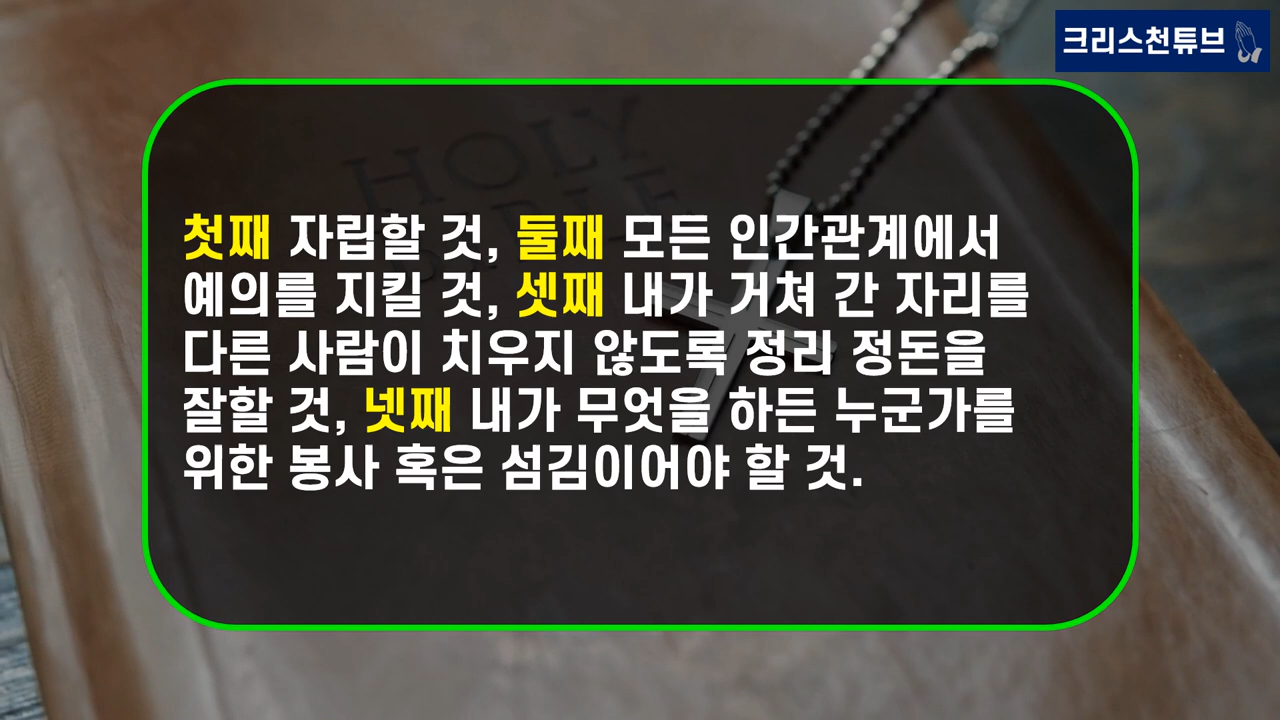 크리스천튜브
HOLY
첫째 자립할 것, 둘째 모든 인간관계에서
예의를 지킬 것, 셋째 내가 거쳐 간 자리를
다른 사람이 치우지 않도록 정리 정돈을
잘할 것, 넷째 내가 무엇을 하든 누군가를
위한 봉사 혹은 섬김이어야 할 것.